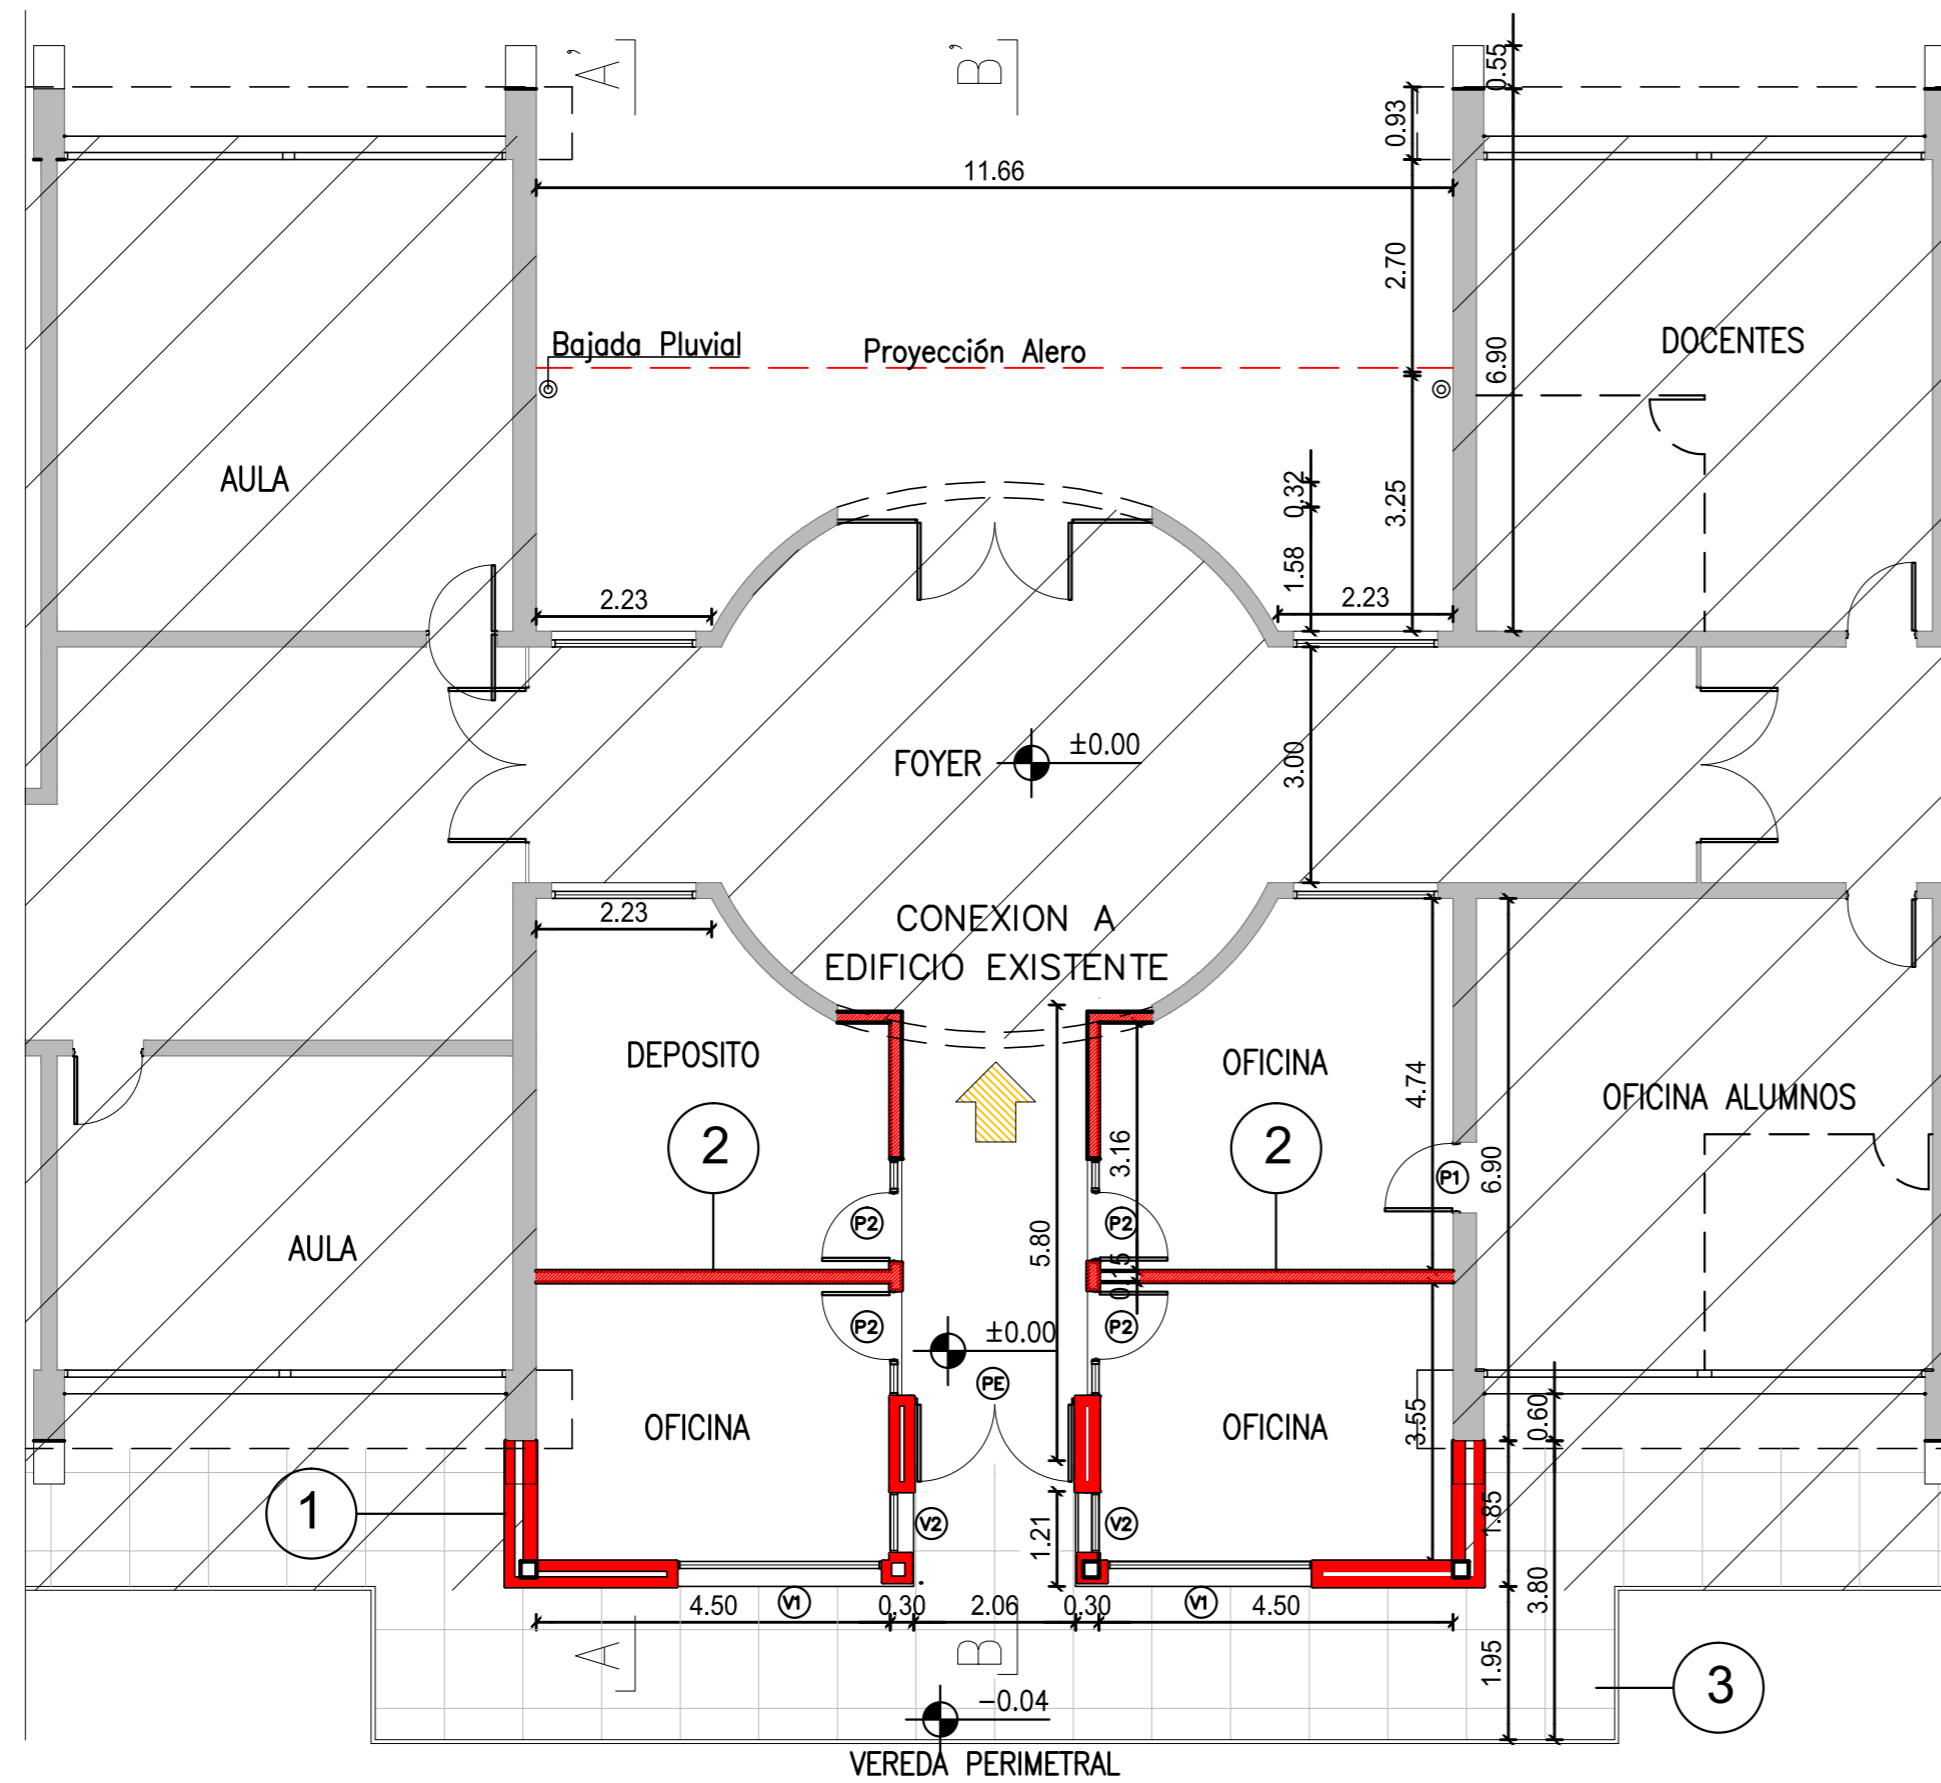 A'
B'
0.55
0.93
11.66
2.70
Bajada Pluvial
Proyección Alero
6.90
DOCENTES
AULA
0.32
3.25
1.58
2.23
2.23
FOYER
±0.00
3.00
2.23
CONEXION A
EDIFICIO EXISTENTE
DEPOSITO
OFICINA
4.74
OFICINA ALUMNOS
2
2
3.16
P1
6.90
P2
P2
AULA
5.80
0.15
P2
P2
±0.00
PE
OFICINA
OFICINA
3.55
0.60
1
V2
V2
1.21
1.85
4.50
V1
0.30
2.06
0.30
V1
4.50
3.80
A
B
1.95
3
-0.04
VEREDA PERIMETRAL